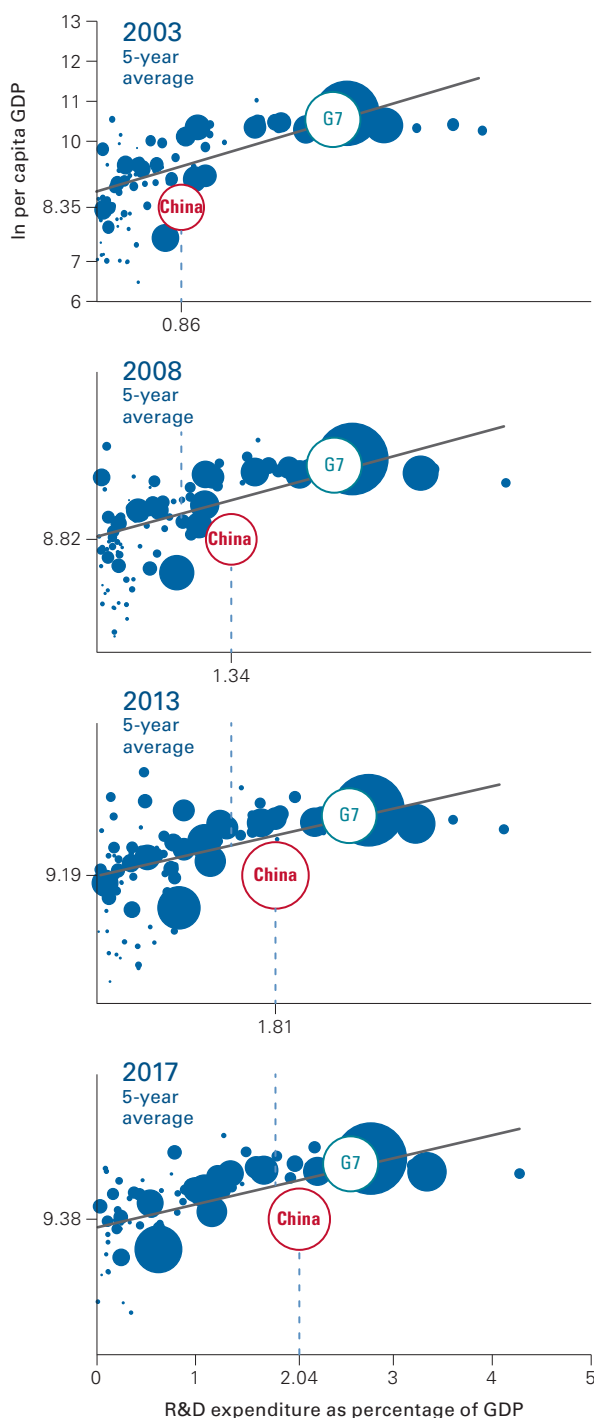 2003
5-year
average
ln per capita GDP
13
12
11
10
8.35
7
6
G7
China
0.86
2008
5-year
average
8.82
G7
China
1.34
2013
5-year
average
9.19
G7
China
1.81
2017
5-year
average
9.38
G7
China
0 1 2.04 3 4 5
R&D expenditure as percentage of GDP